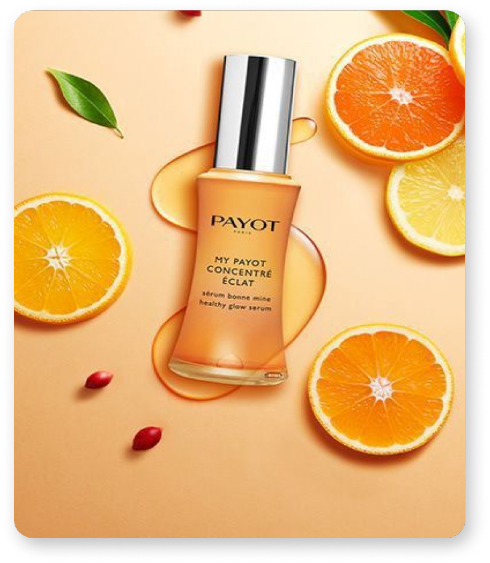 PAYOT
PARIS
MY PAYOT
CONCENTRÉ
ÉCLAT
sérum bonne mine
healthy glow serum